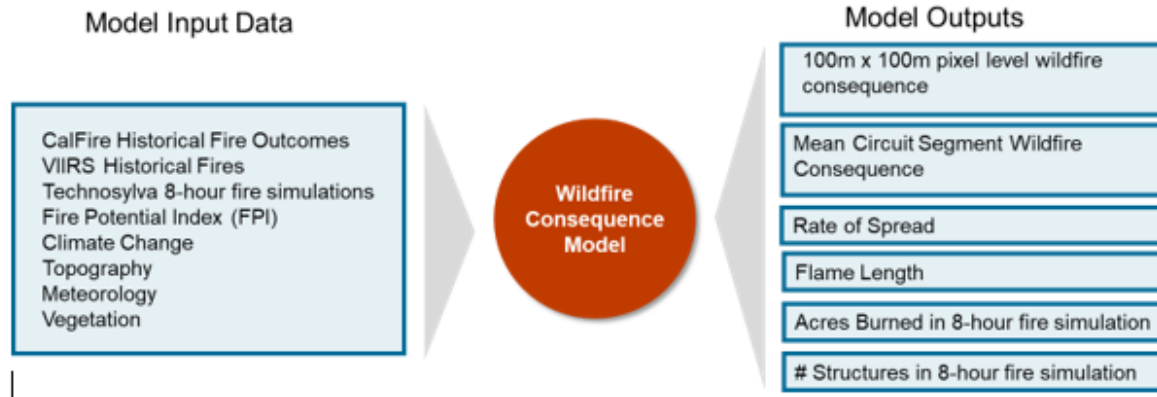 Model Input Data
CalFire Historical Fire Outcomes
VIIRS Historical Fires
Technosylva 8-hour fire simulations
Fire Potential Index (FPI)
Climate Change
Topography
Meteorology
Vegetation
Wildfire
Consequence
Model
Model Outputs
100m x 100m pixel level wildfire
consequence
Mean Circuit Segment Wildfire
Consequence
Rate of Spread
Flame Length
Acres Burned in 8-hour fire simulation
# Structures in 8-hour fire simulation